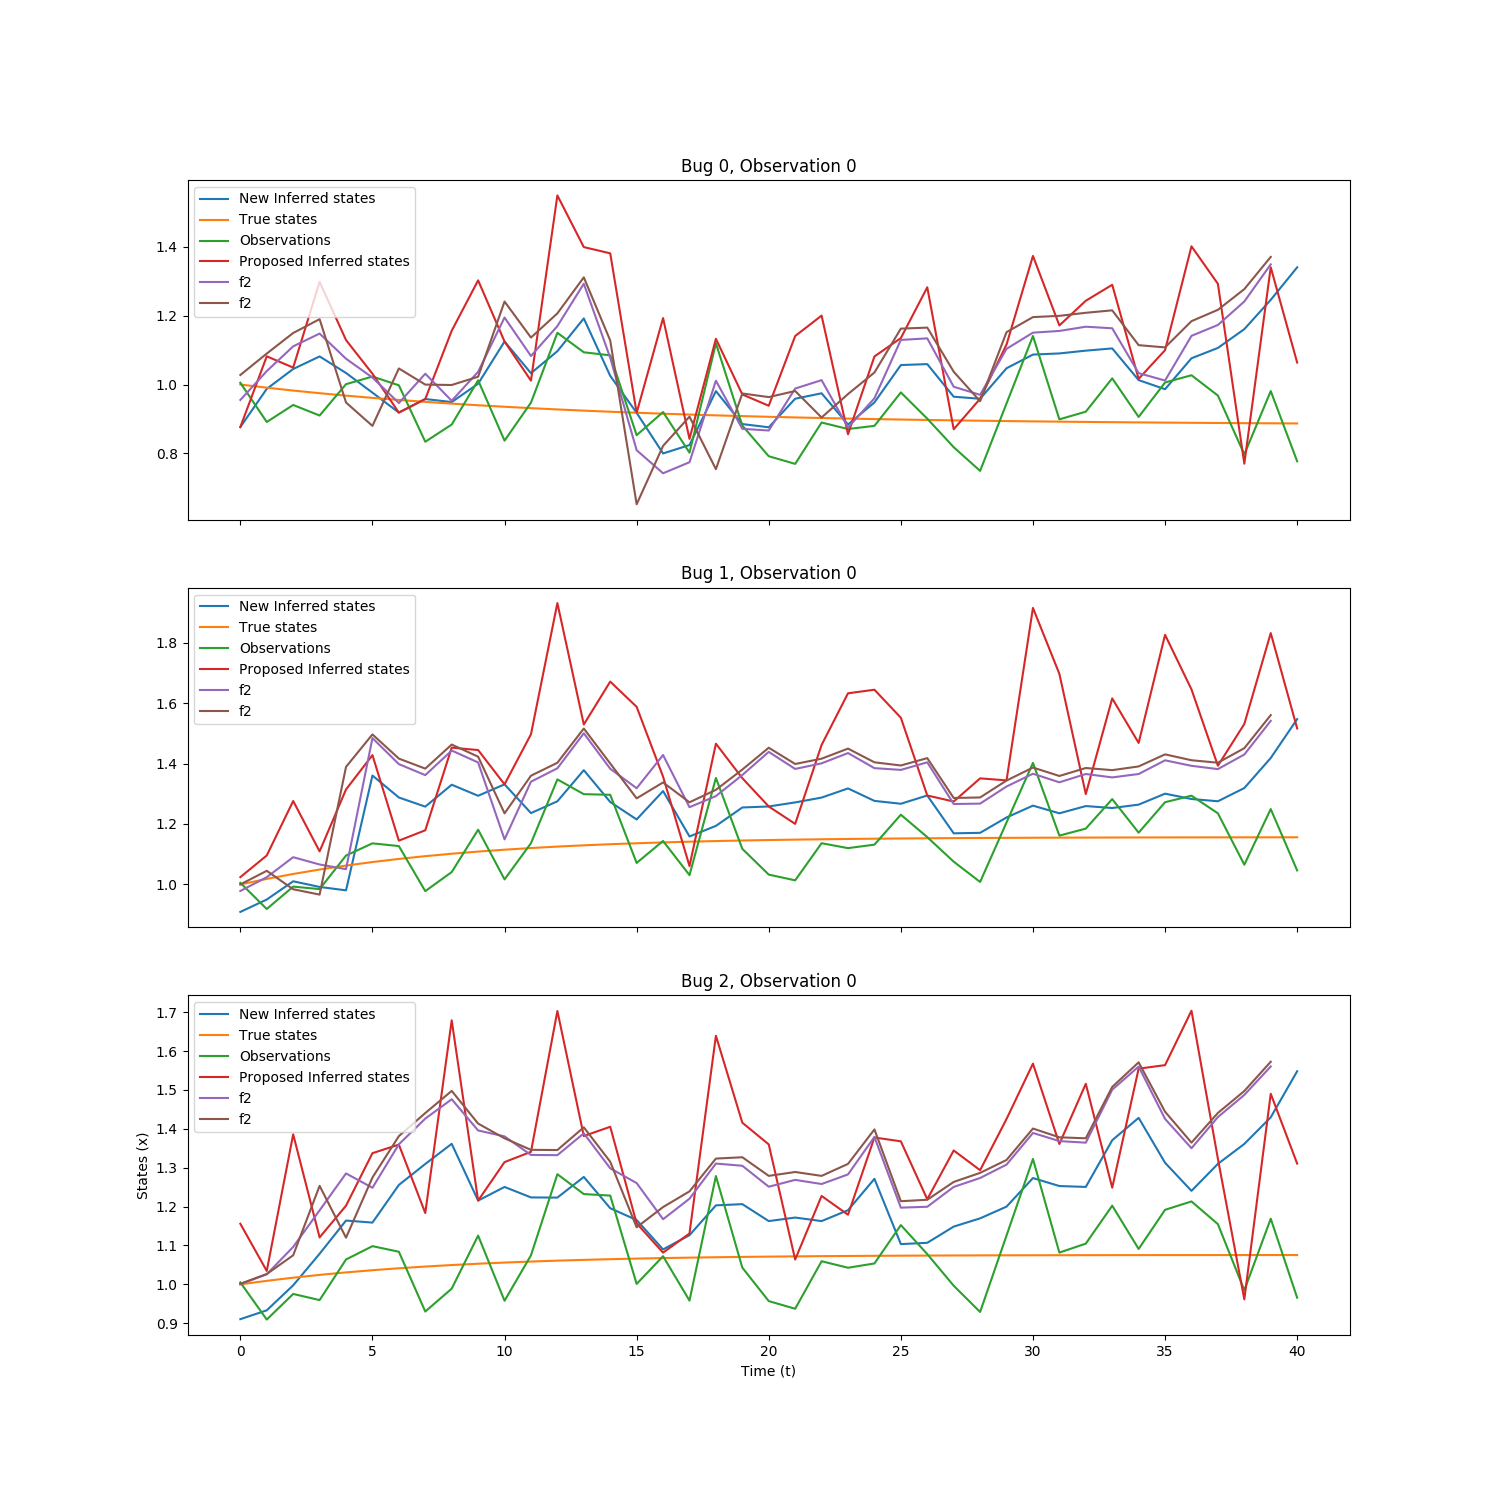 Bug 0, Observation 0
New Inferred states
True states
Observations
Proposed Inferred states
f2
f2
1.4
1.2
1.0
0.8
Bug 1, Observation 0
New Inferred states
True states
Observations
Proposed Inferred states
f2
f2
1.8
1.6
1.4
1.2
1.0
Bug 2, Observation 0
New Inferred states
True states
Observations
Proposed Inferred states
f2
f2
1.7
1.6
1.5
1.4
1.3
1.2
1.1
1.0
0.9
States (x)
0 5 10 15 20 25 30 35 40
Time (t)